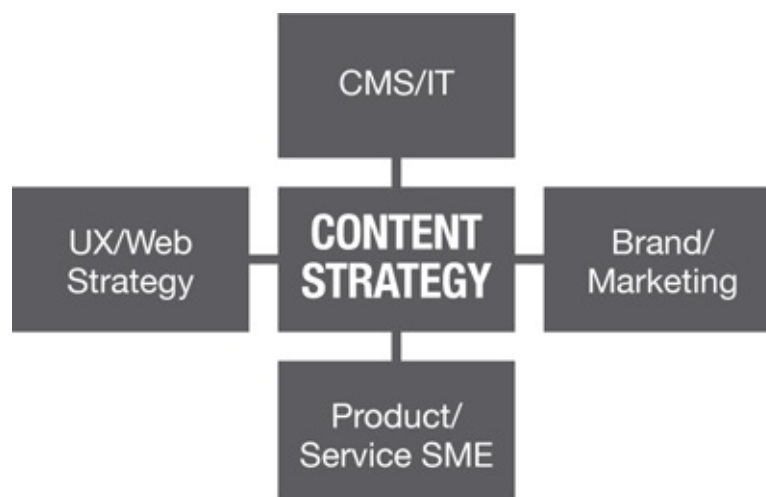 CMS/IT
UX/Web
Strategy
CONTENT
STRATEGY
Brand/
Marketing
Product/
Service SME